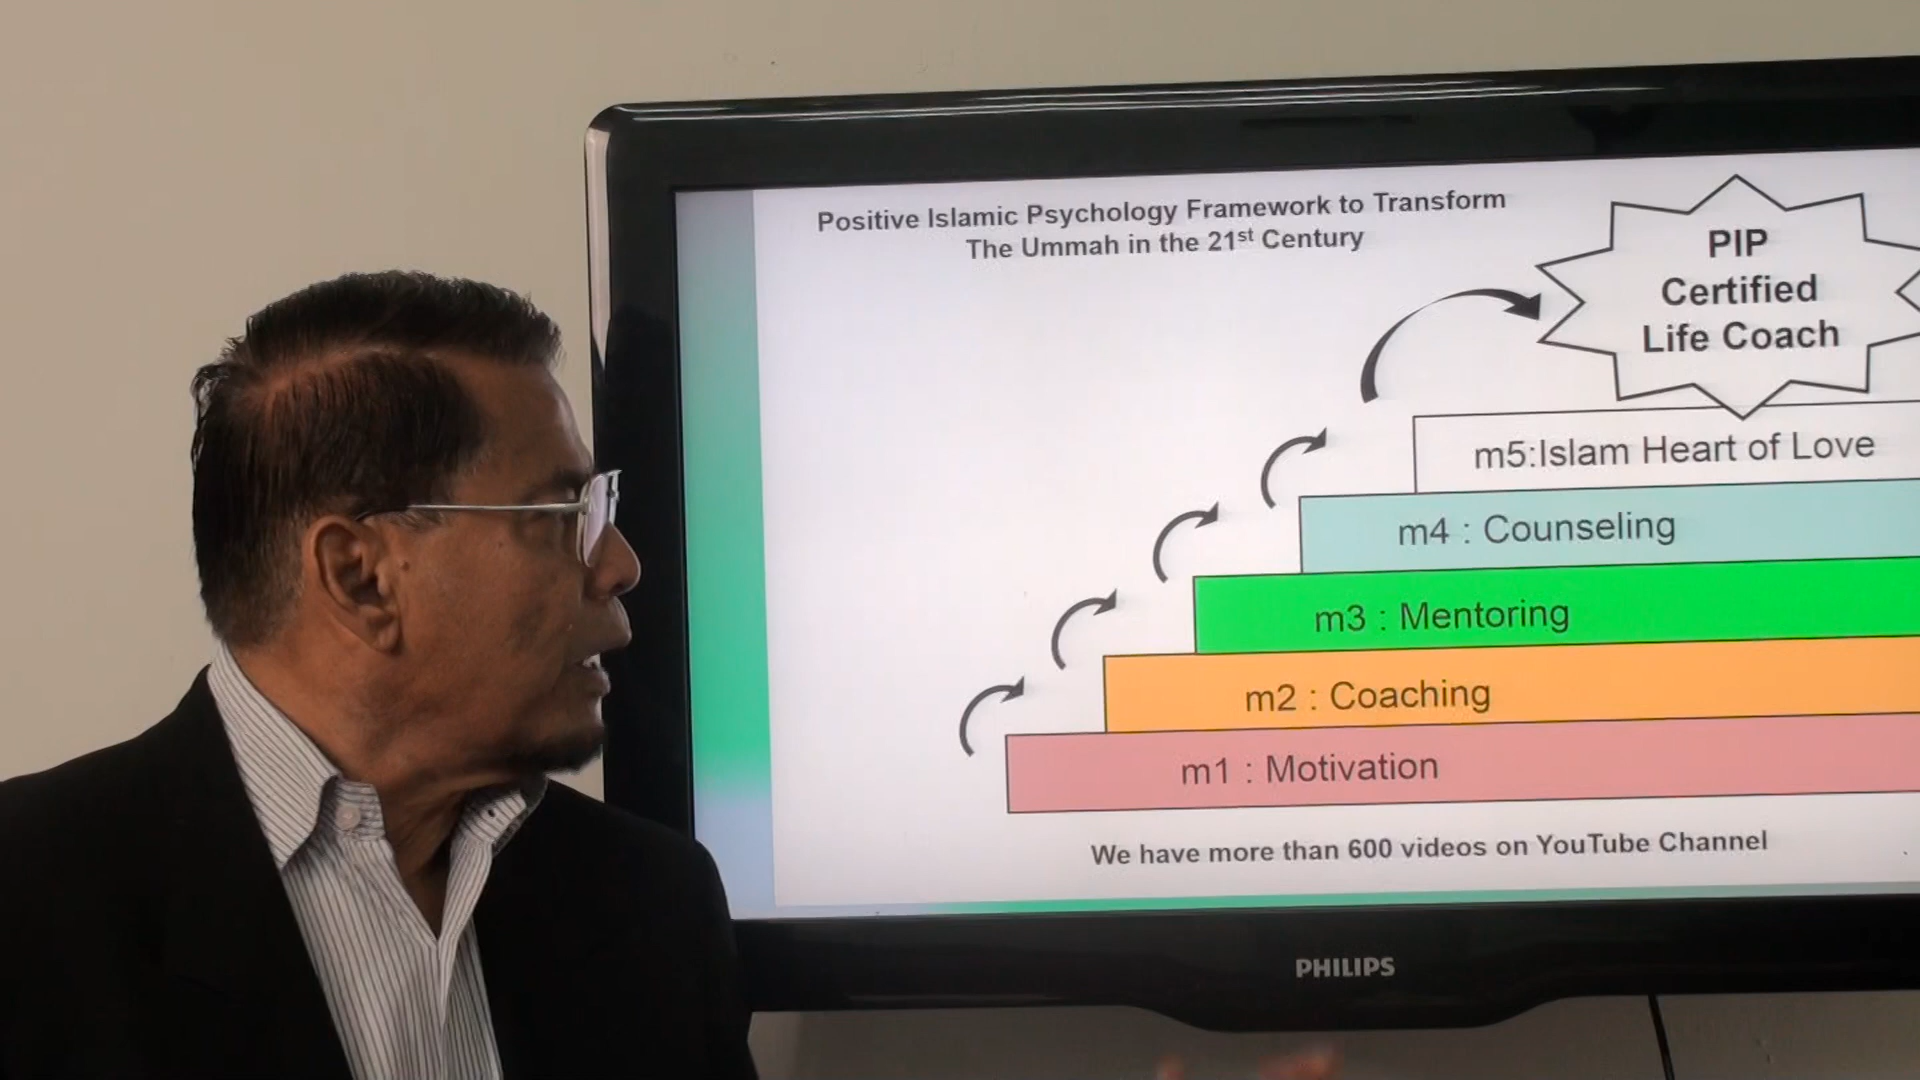 Positive Islamic Psychology Framework to Transform
The Ummah in the 21st Century
PIP
Certified
Life Coach
m5:Islam Heart of Love
m4 : Counseling
m3 : Mentoring
m2 : Coaching
m1 : Motivation
We have more than 600 videos on YouTube Channel
PHILIPS